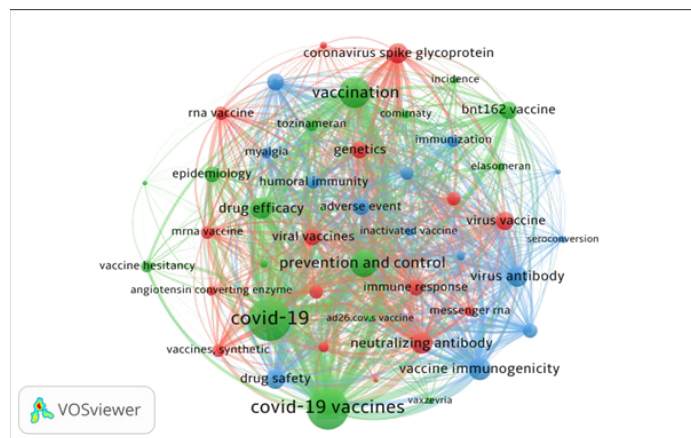 coronavirus spike glycoprotein
incidence
vaccination
comirnaty
bnt162 vaccine
rna vaccine
tozinameran
genetics
immunization
myalgia
elasomeran
epidemiology
humoral immunity
drug efficacy
adverse event
virus vaccine
mrna vaccine
viral vaccines
inactivated vaccine
seroconversion
vaccine hesitancy
prevention and control
virus antibody
angiotensin converting enzyme
immune response
messenger rna
covid-19
ad26.cov.s vaccine
vaccines, synthetic
neutralizing antibody
drug safety
vaccine immunogenicity
covid-19 vaccines
vaxzevria
VOSviewer